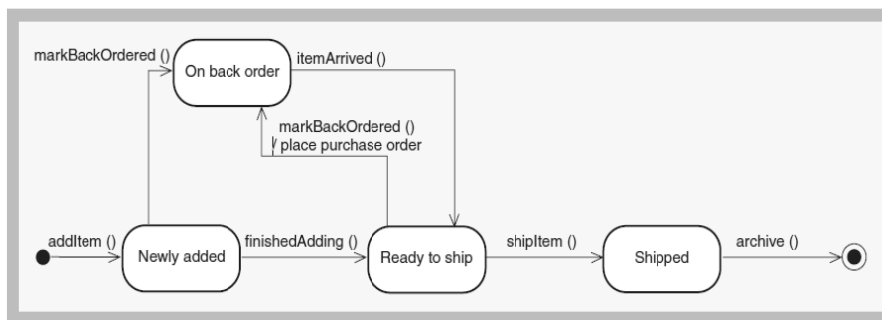 markBackOrdered ()
On back order
itemArrived ()
markBackOrdered ()
/ place purchase order
addItem ()
Newly added
finishedAdding ()
Ready to ship
shipItem ()
Shipped
archive ()